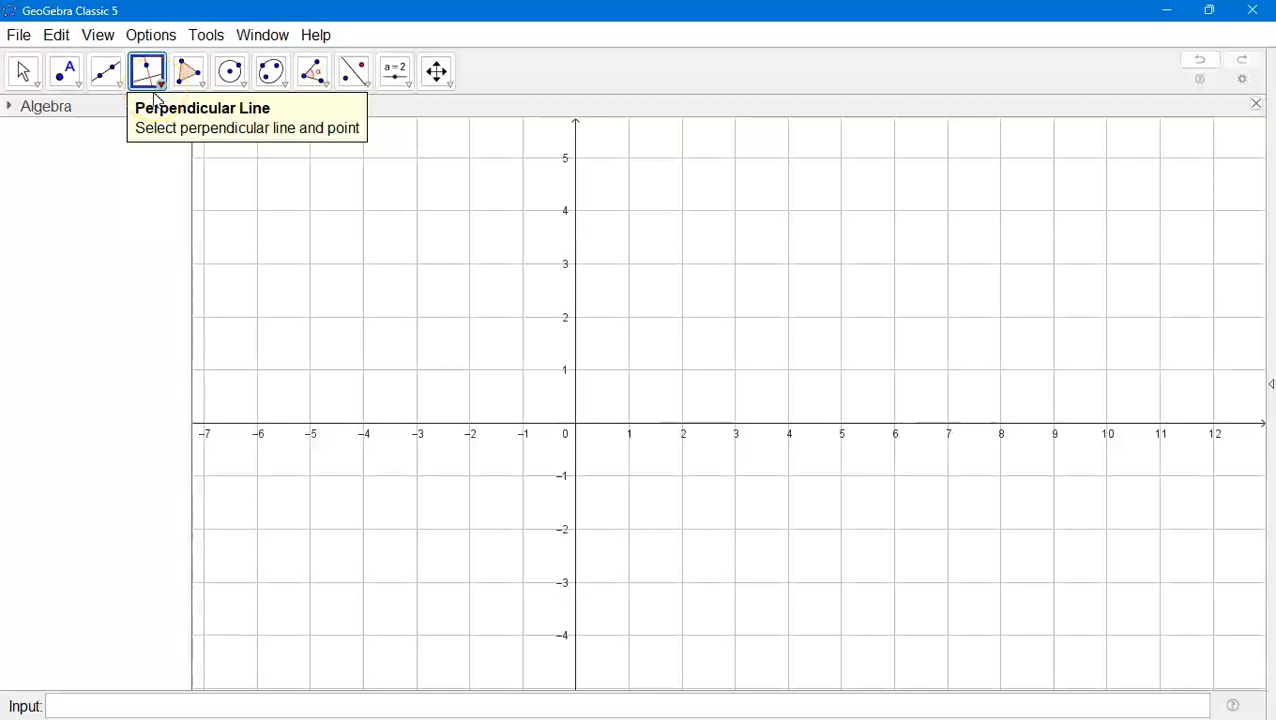 GeoGebra Classic 5
File Edit View Options Tools Window Help
A α a = 2
Algebra
Perpendicular Line
Select perpendicular line and point
5
4
3
2
1
−7 −6 −5 −4 −3 −2 −1 0 1 2 3 4 5 6 7 8 9 10 11 12
−1
−2
−3
−4
Input: